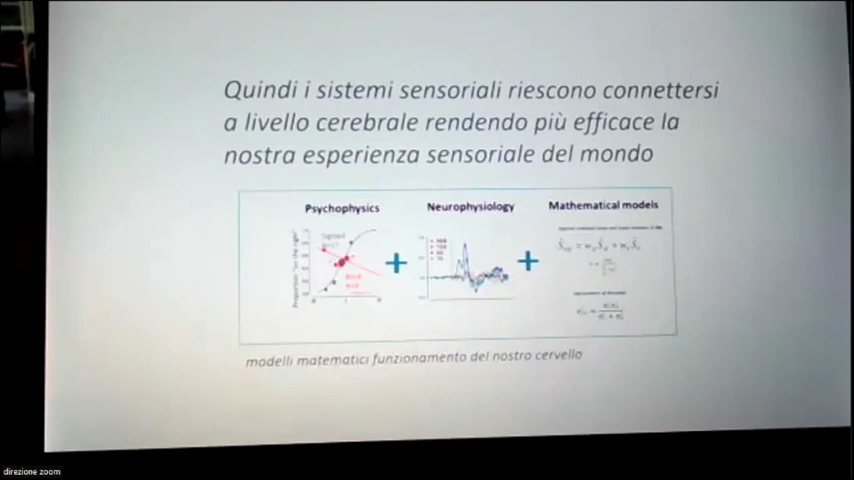 Quindi i sistemi sensoriali riescono connettersi
a livello cerebrale rendendo più efficace la
nostra esperienza sensoriale del mondo
Psychophysics
Neurophysiology
Mathematical models
+
+
modelli matematici funzionamento del nostro cervello
direzione zoom